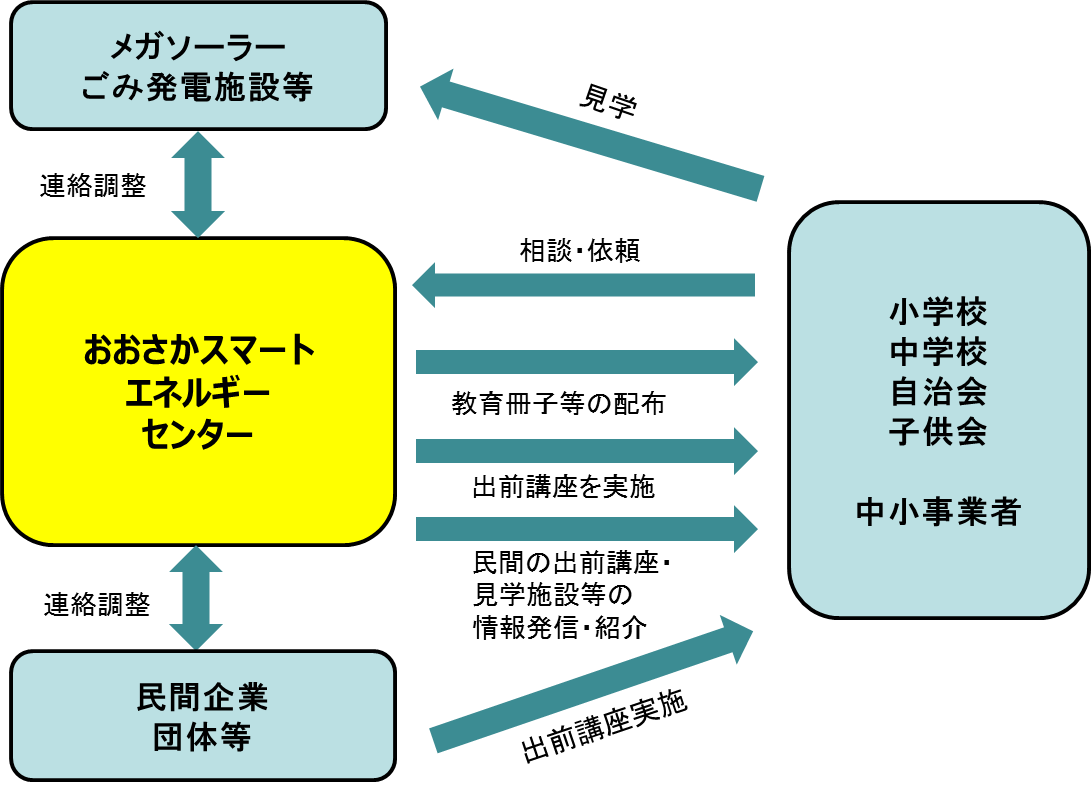 メガソーラー
ごみ発電施設等
見学
連絡調整
相談・依頼
おおさかスマート
エネルギー
センター
教育冊子等の配布
出前講座を実施
民間の出前講座・
見学施設等の
情報発信・紹介
小学校
中学校
自治会
子供会
中小事業者
連絡調整
民間企業
団体等
出前講座実施